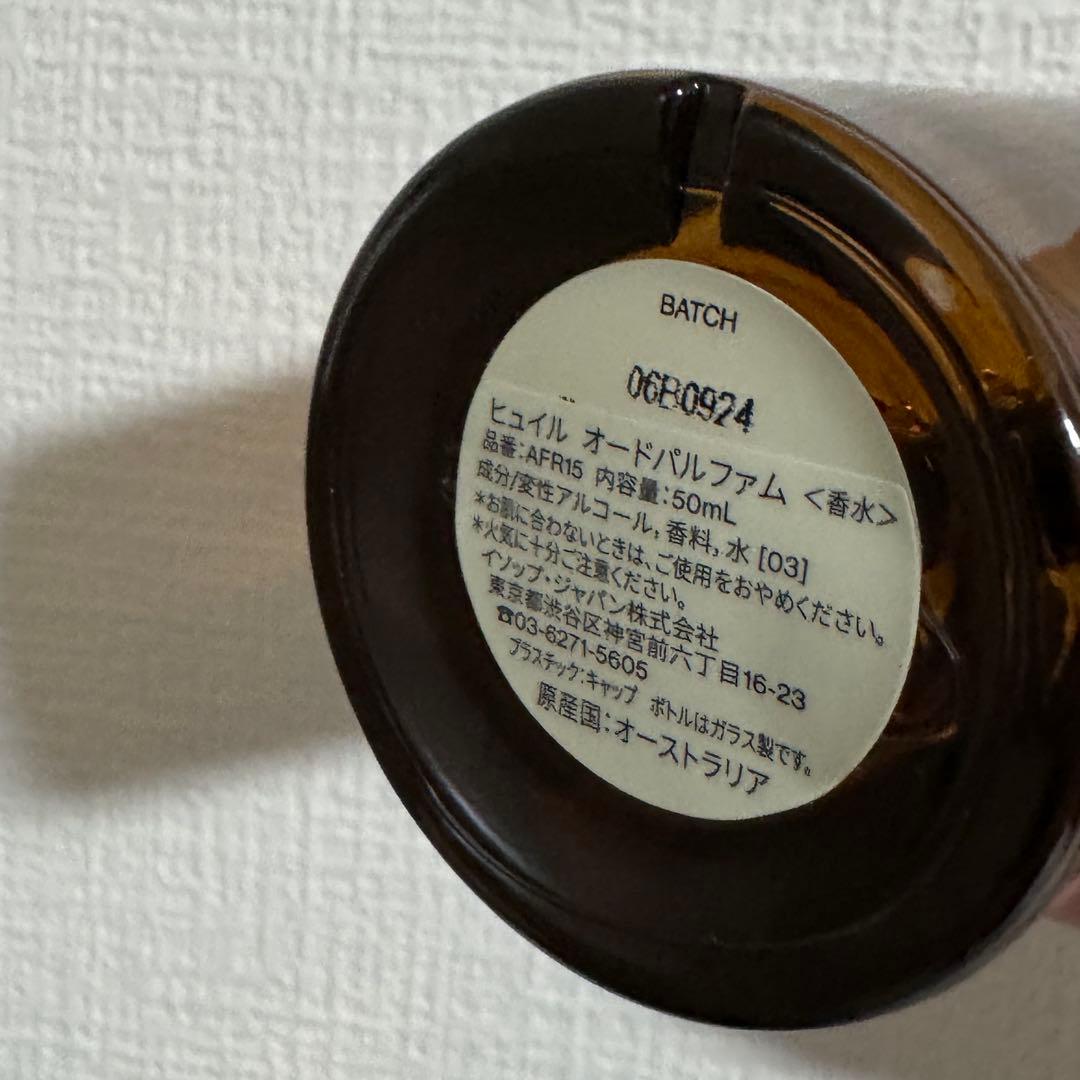 BATCH
06B0924
ヒュイル オードパルファム <香水>
品番:AFR15 内容量:50mL
成分/変性アルコール, 香料, 水 [03]
*お肌に合わないときは、ご使用をおやめください。
*火気に十分ご注意ください。
イソップ・ジャパン株式会社
東京都渋谷区神宮前六丁目16-23
☎03-6271-5605
プラスチック:キャップ ボトルはガラス製です。
原産国:オーストラリア